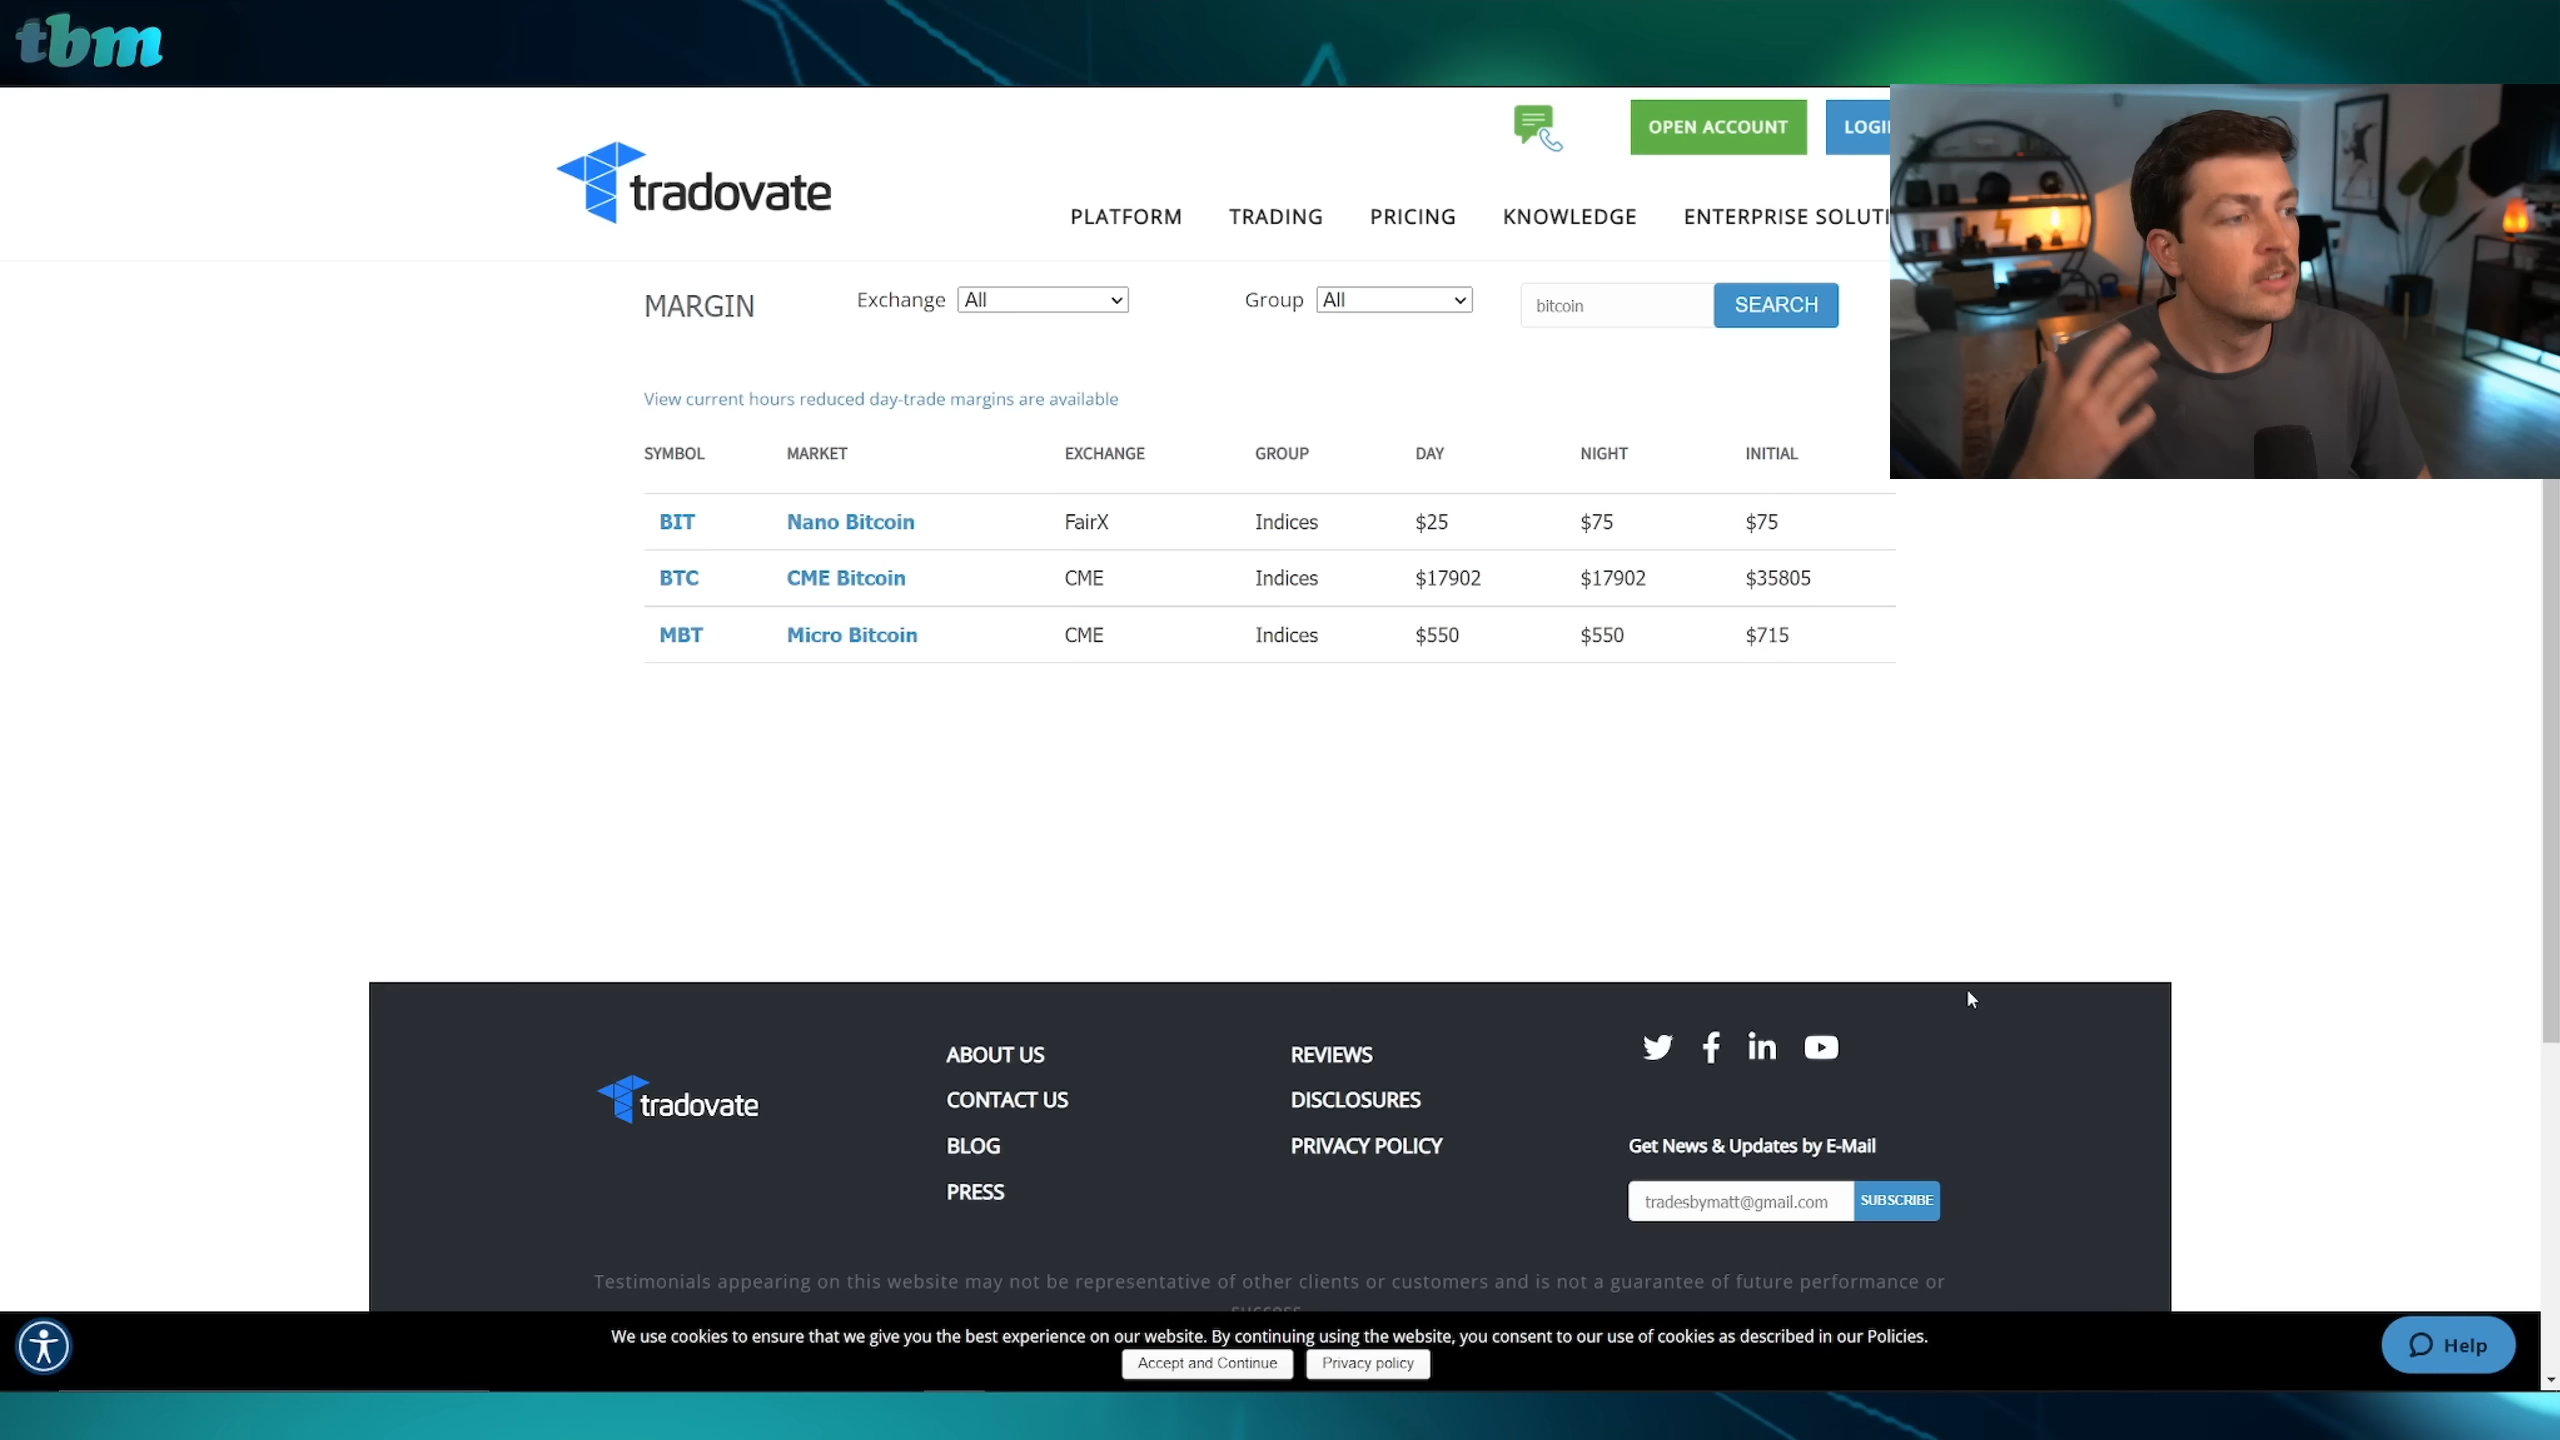 tbm
OPEN ACCOUNT
LOGI
tradovate
PLATFORM TRADING PRICING KNOWLEDGE ENTERPRISE SOLUTI
MARGIN Exchange All Group All bitcoin SEARCH
View current hours reduced day-trade margins are available
SYMBOL MARKET EXCHANGE GROUP DAY NIGHT INITIAL
BIT Nano Bitcoin FairX Indices $25 $75 $75
BTC CME Bitcoin CME Indices $17902 $17902 $35805
MBT Micro Bitcoin CME Indices $550 $550 $715
tradovate
ABOUT US
CONTACT US
BLOG
PRESS
REVIEWS
DISCLOSURES
PRIVACY POLICY
Get News & Updates by E-Mail
tradesbymatt@gmail.com SUBSCRIBE
Testimonials appearing on this website may not be representative of other clients or customers and is not a guarantee of future performance or
success
We use cookies to ensure that we give you the best experience on our website. By continuing using the website, you consent to our use of cookies as described in our Policies.
Accept and Continue Privacy policy
Help